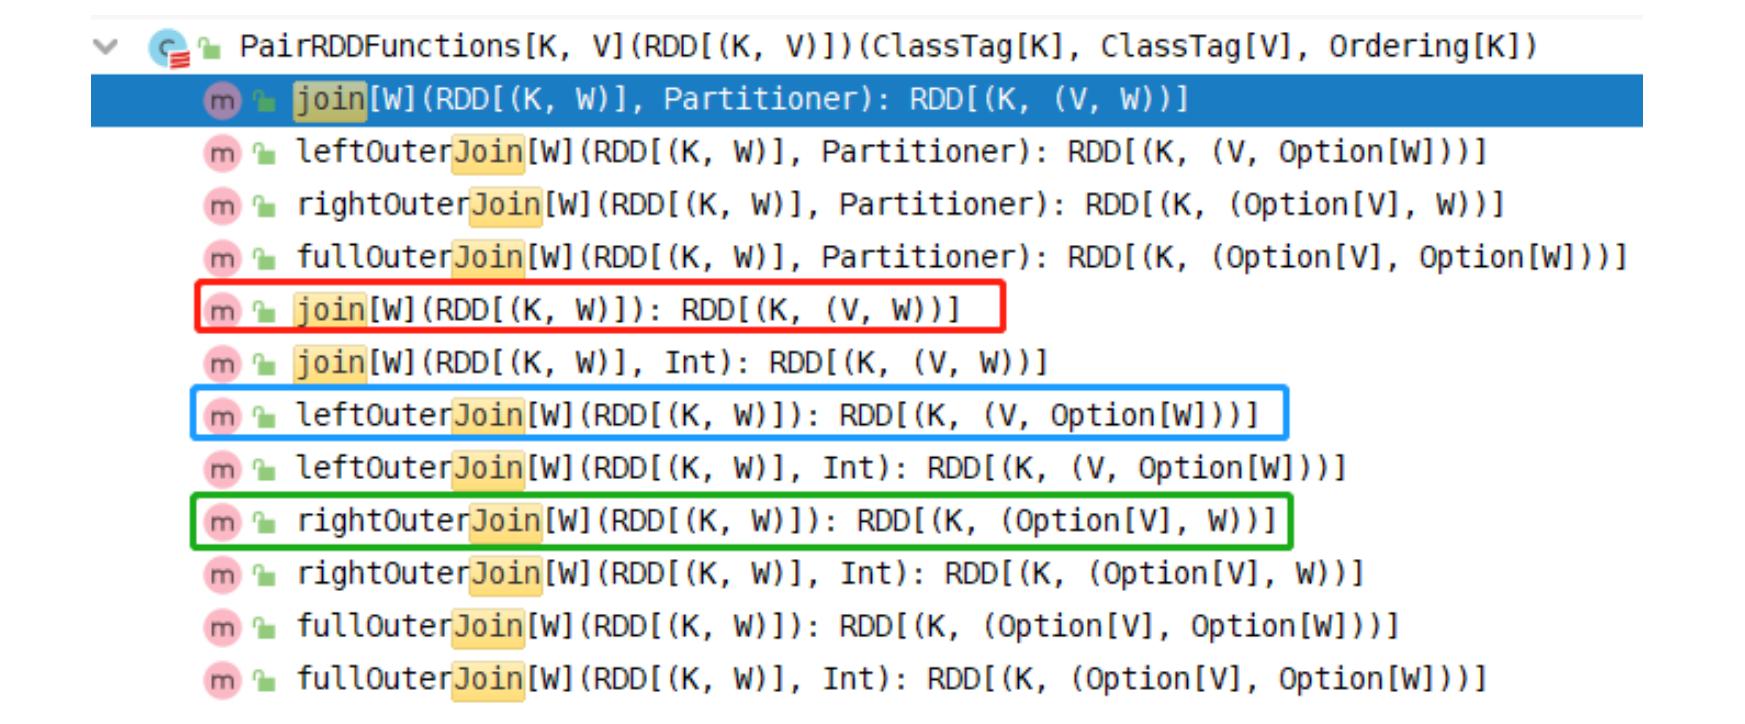 PairRDDFunctions[K, V](RDD[(K, V)])(ClassTag[K], ClassTag[V], Ordering[K])
join[W](RDD[(K, W)], Partitioner): RDD[(K, (V, W))]
leftOuterJoin[W](RDD[(K, W)], Partitioner): RDD[(K, (V, Option[W]))]
rightOuterJoin[W](RDD[(K, W)], Partitioner): RDD[(K, (Option[V], W))]
fullOuterJoin[W](RDD[(K, W)], Partitioner): RDD[(K, (Option[V], Option[W]))]
join[W](RDD[(K, W)]): RDD[(K, (V, W))]
join[W](RDD[(K, W)], Int): RDD[(K, (V, W))]
leftOuterJoin[W](RDD[(K, W)]): RDD[(K, (V, Option[W]))]
leftOuterJoin[W](RDD[(K, W)], Int): RDD[(K, (V, Option[W]))]
rightOuterJoin[W](RDD[(K, W)]): RDD[(K, (Option[V], W))]
rightOuterJoin[W](RDD[(K, W)], Int): RDD[(K, (Option[V], W))]
fullOuterJoin[W](RDD[(K, W)]): RDD[(K, (Option[V], Option[W]))]
fullOuterJoin[W](RDD[(K, W)], Int): RDD[(K, (Option[V], Option[W]))]